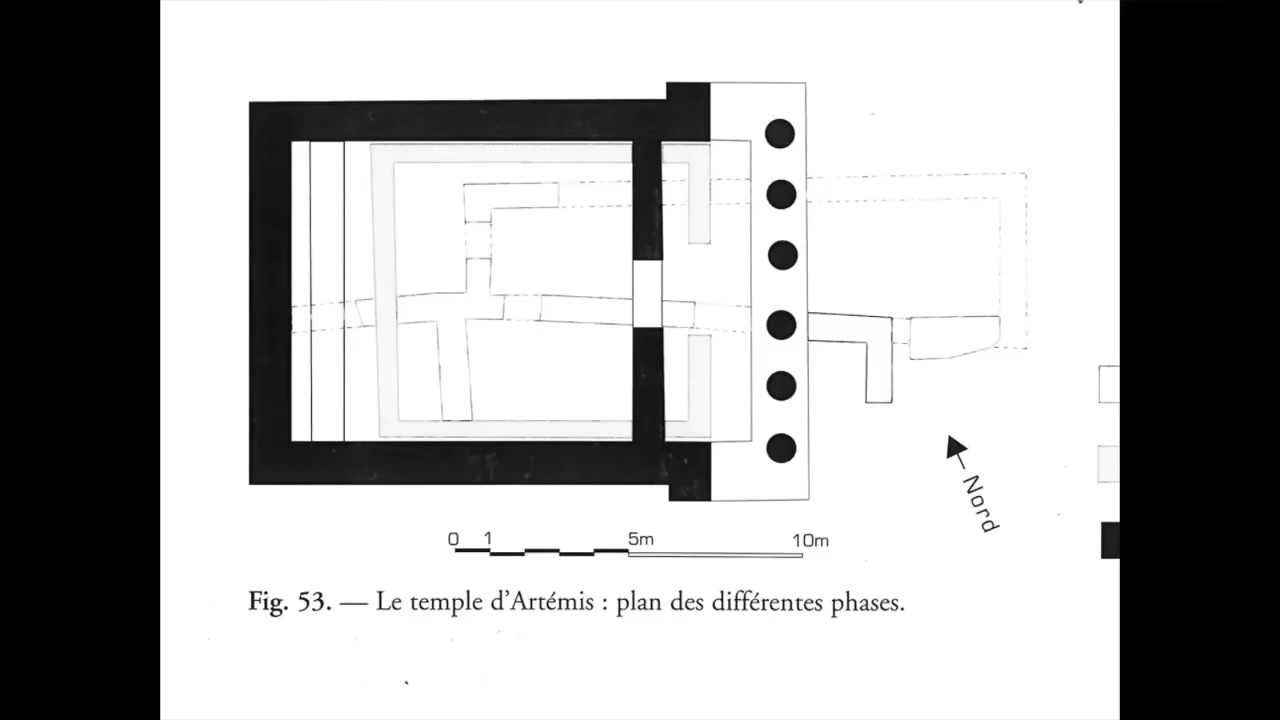 0 1 5m 10m
Nord
Fig. 53. — Le temple d'Artémis : plan des différentes phases.